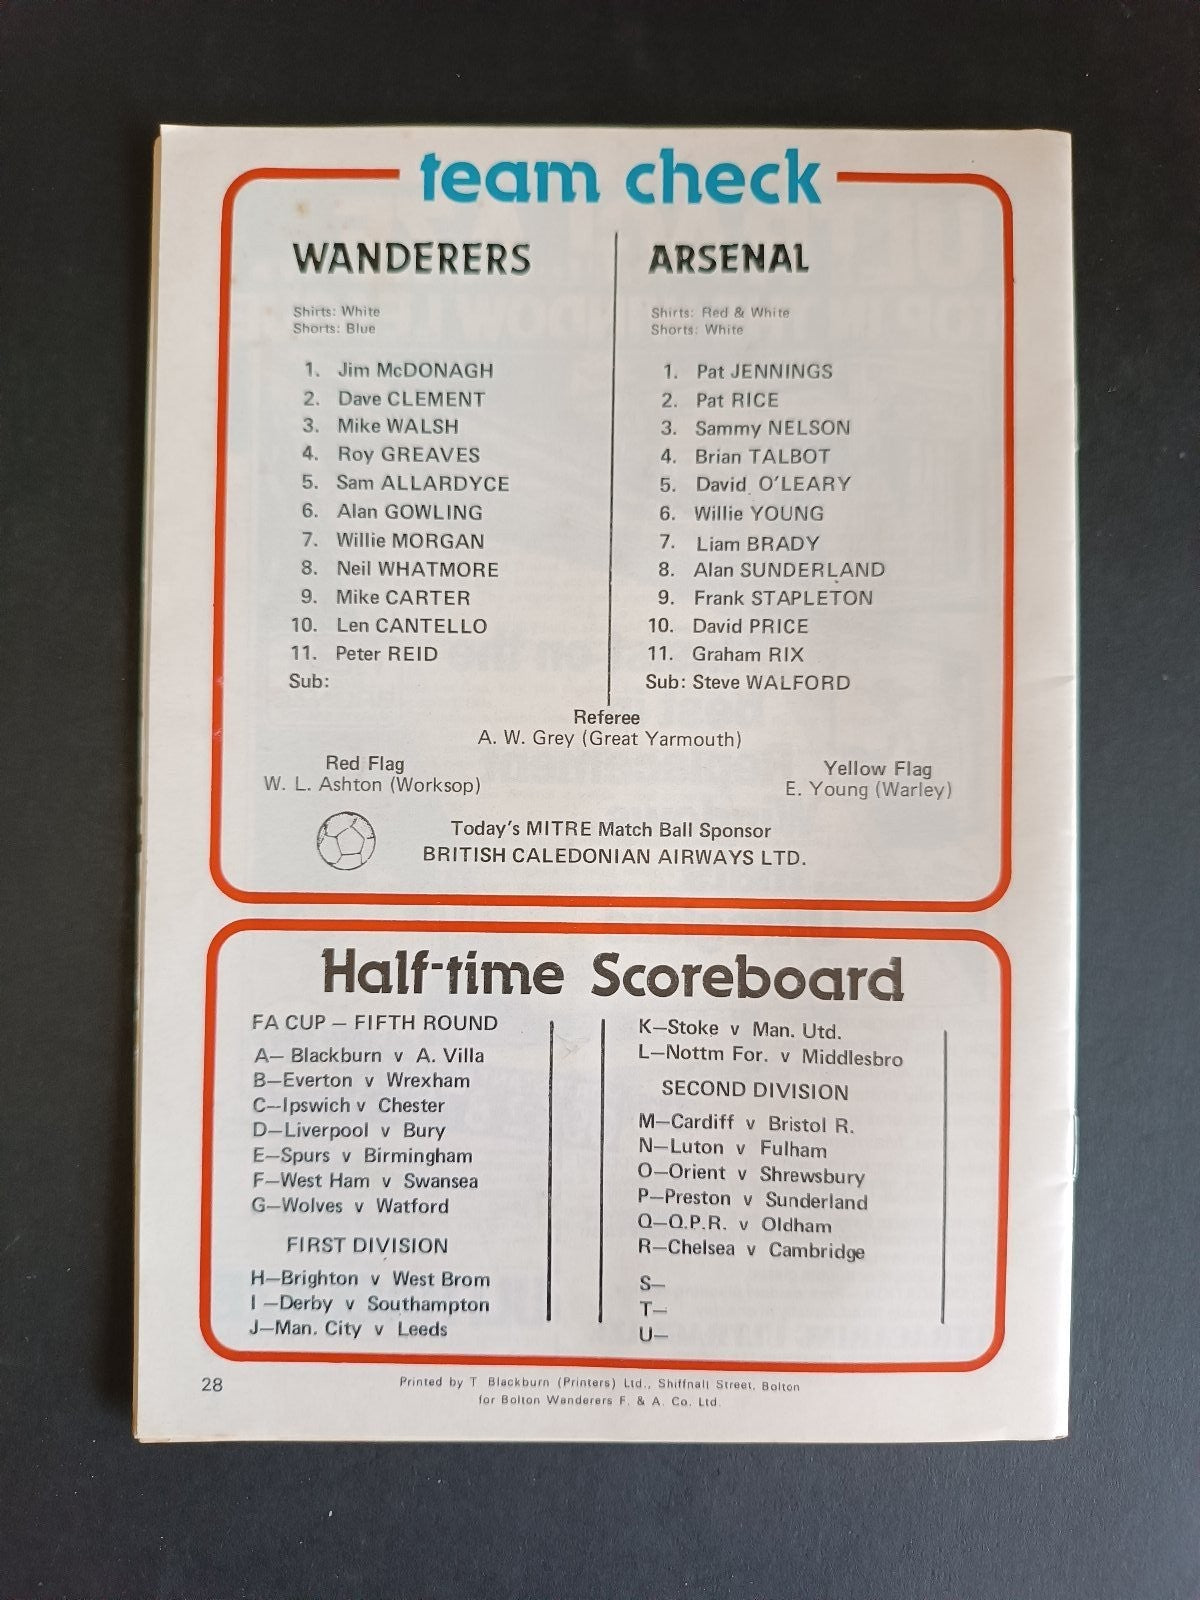 team check
WANDERERS
Shirts: White
Shorts: Blue
1. Jim McDONAGH
2. Dave CLEMENT
3. Mike WALSH
4. Roy GREAVES
5. Sam ALLARDYCE
6. Alan GOWLING
7. Willie MORGAN
8. Neil WHATMORE
9. Mike CARTER
10. Len CANTELLO
11. Peter REID
Sub:
ARSENAL
Shirts: Red & White
Shorts: White
1. Pat JENNINGS
2. Pat RICE
3. Sammy NELSON
4. Brian TALBOT
5. David O'LEARY
6. Willie YOUNG
7. Liam BRADY
8. Alan SUNDERLAND
9. Frank STAPLETON
10. David PRICE
11. Graham RIX
Sub: Steve WALFORD
Referee
A. W. Grey (Great Yarmouth)
Red Flag
W. L. Ashton (Worksop)
Yellow Flag
E. Young (Warley)
Today's MITRE Match Ball Sponsor
BRITISH CALEDONIAN AIRWAYS LTD.
Half-time Scoreboard
FA CUP – FIFTH ROUND
A— Blackburn v A. Villa
B—Everton v Wrexham
C—Ipswich v Chester
D—Liverpool v Bury
E—Spurs v Birmingham
F—West Ham v Swansea
G—Wolves v Watford
FIRST DIVISION
H—Brighton v West Brom
I —Derby v Southampton
J—Man. City v Leeds
K—Stoke v Man. Utd.
L—Nottm For. v Middlesbro
SECOND DIVISION
M—Cardiff v Bristol R.
N—Luton v Fulham
O—Orient v Shrewsbury
P—Preston v Sunderland
Q—Q.P.R. v Oldham
R—Chelsea v Cambridge
S—
T—
U—
28
Printed by T Blackburn (Printers) Ltd., Shiffnall Street, Bolton
for Bolton Wanderers F. & A. Co. Ltd.